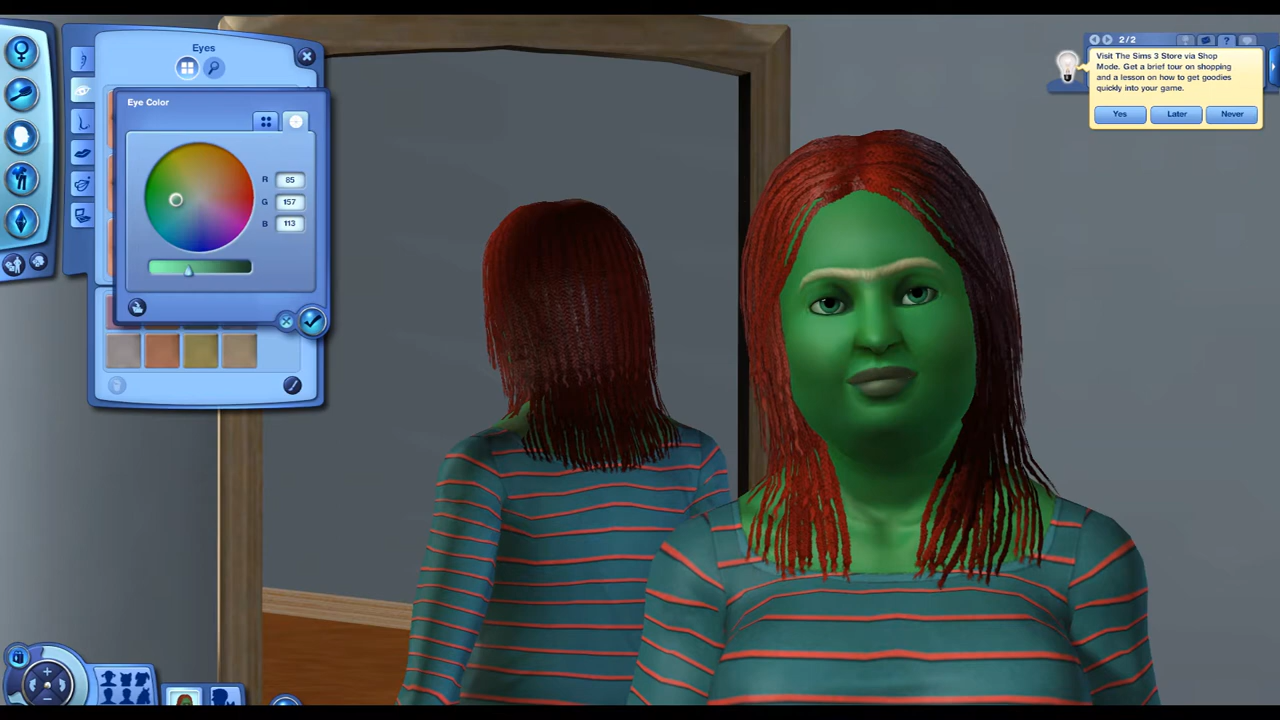 Eyes
Eye Color
R 85
G 157
B 113
2/2
?
Visit The Sims 3 Store via Shop
Mode. Get a brief tour on shopping
and a lesson on how to get goodies
quickly into your game.
Yes Later Never